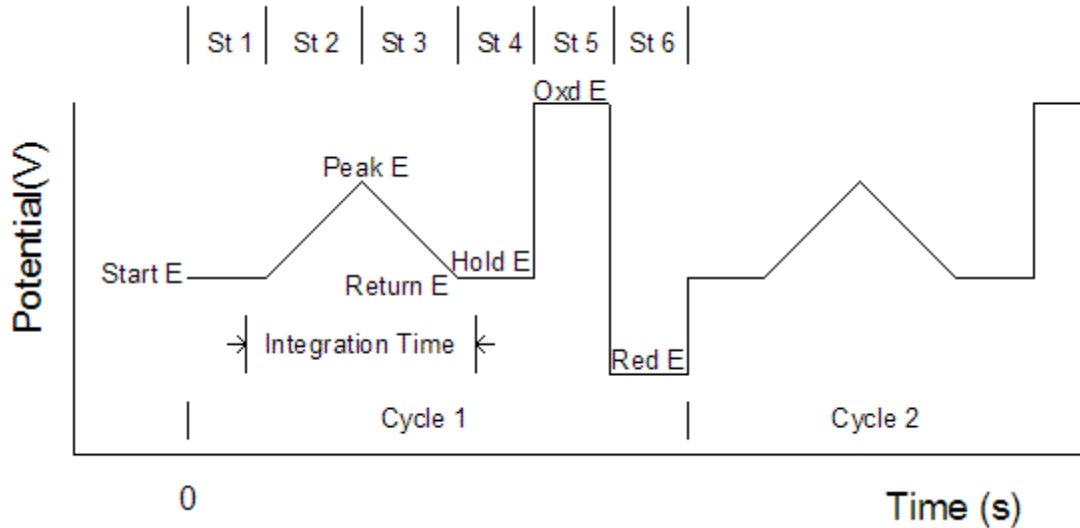 St 1 St 2 St 3 St 4 St 5 St 6
Oxd E
Peak E
Potential(V)
Start E
Hold E
Return E
Integration Time
Red E
Cycle 1
Cycle 2
0
Time (s)